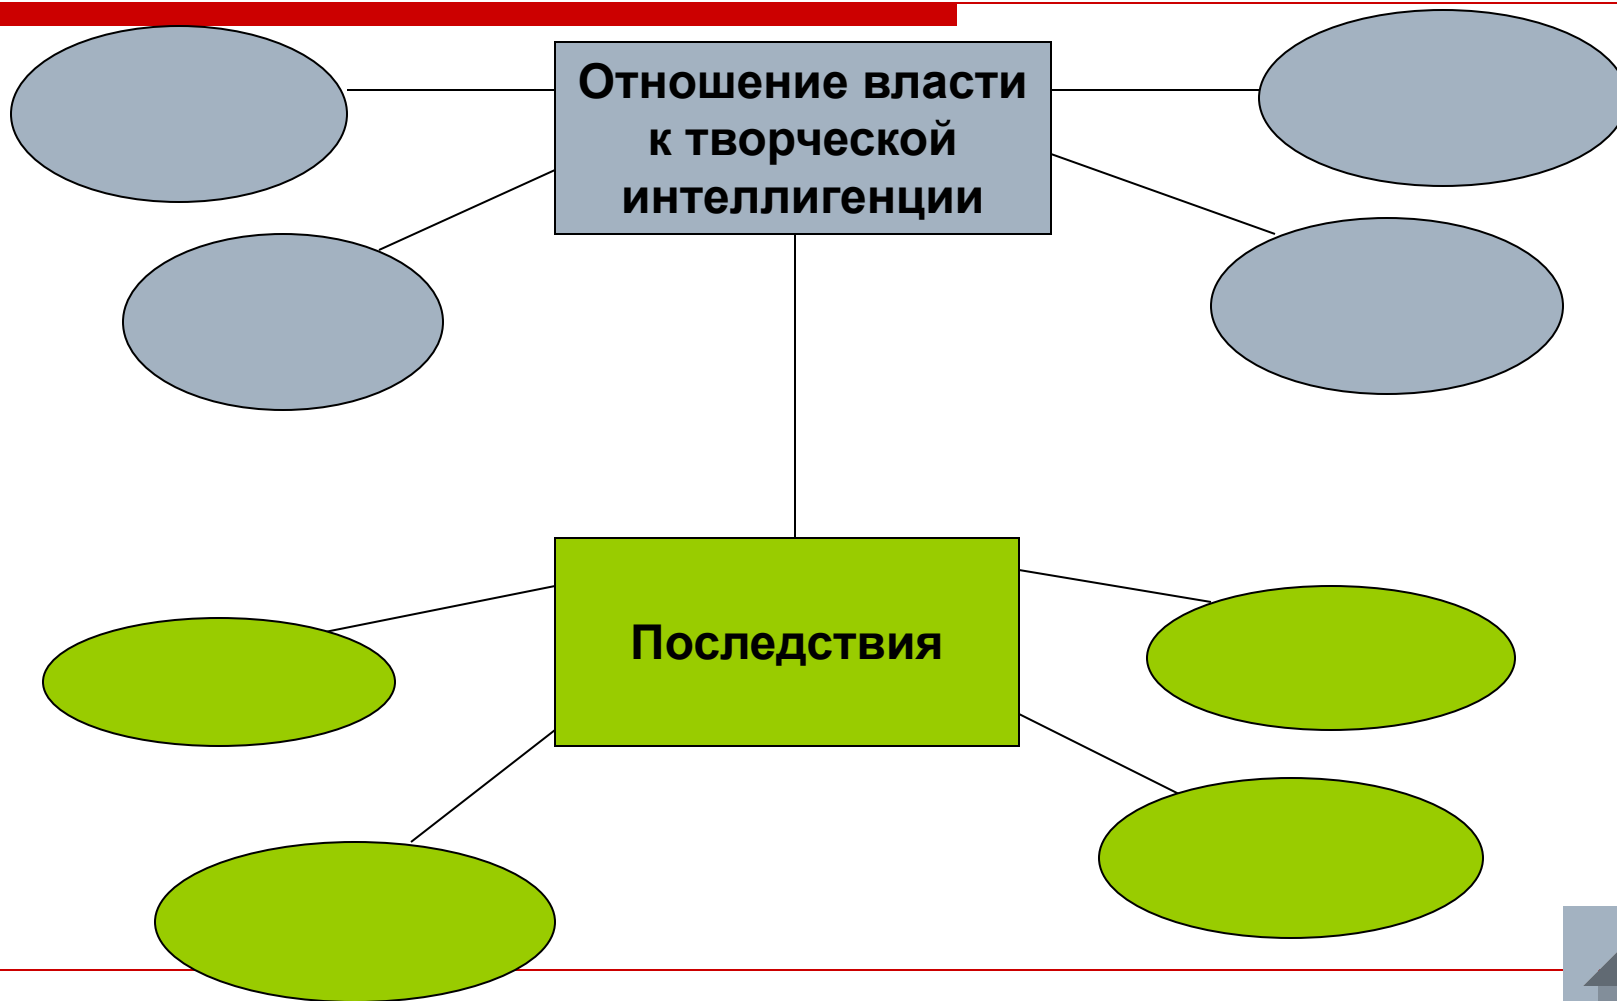 Отношение власти
к творческой
интеллигенции
Последствия